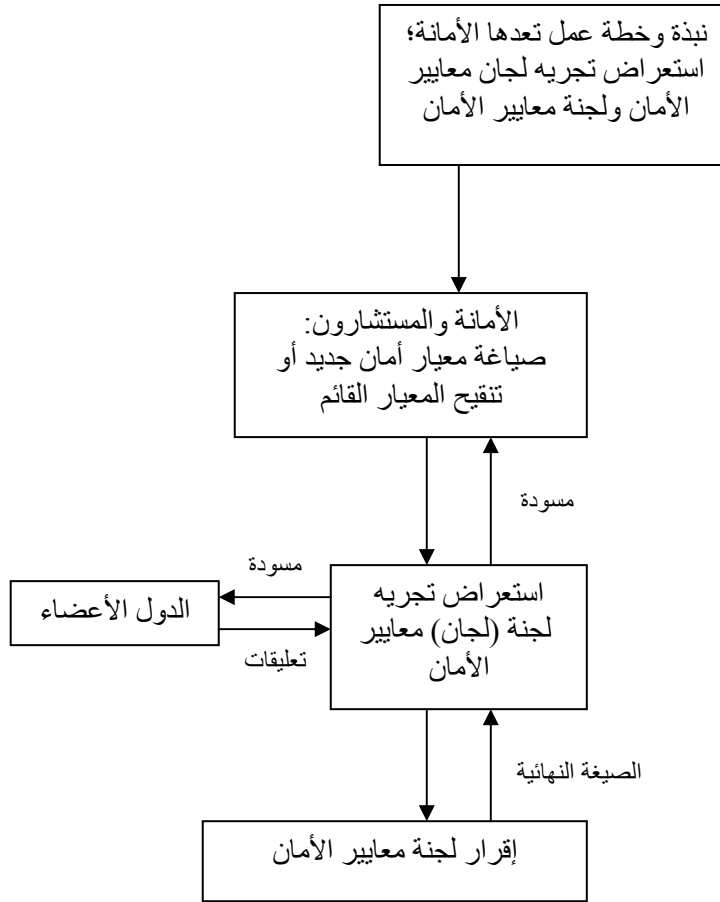 نبذة وخطة عمل تعدها الأمانة؛
استعراض تجريه لجان معايير
الأمان ولجنة معايير الأمان
الأمانة والمستشارون:
صياغة معيار أمان جديد أو
تنقيح المعيار القائم
مسودة
استعراض تجريه
لجنة (لجان) معايير
الأمان
مسودة
الدول الأعضاء
تعليقات
الصيغة النهائية
إقرار لجنة معايير الأمان